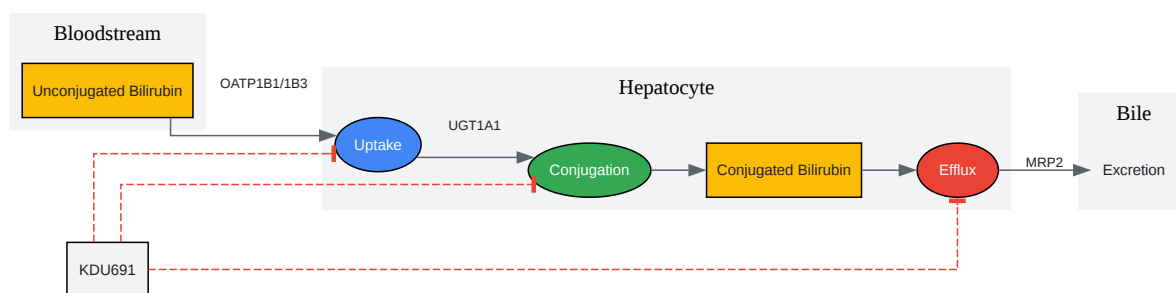 Bloodstream
Unconjugated Bilirubin
OATP1B1/1B3
Hepatocyte
Uptake
UGT1A1
Conjugation
Conjugated Bilirubin
Efflux
MRP2
Bile
Excretion
KDU691